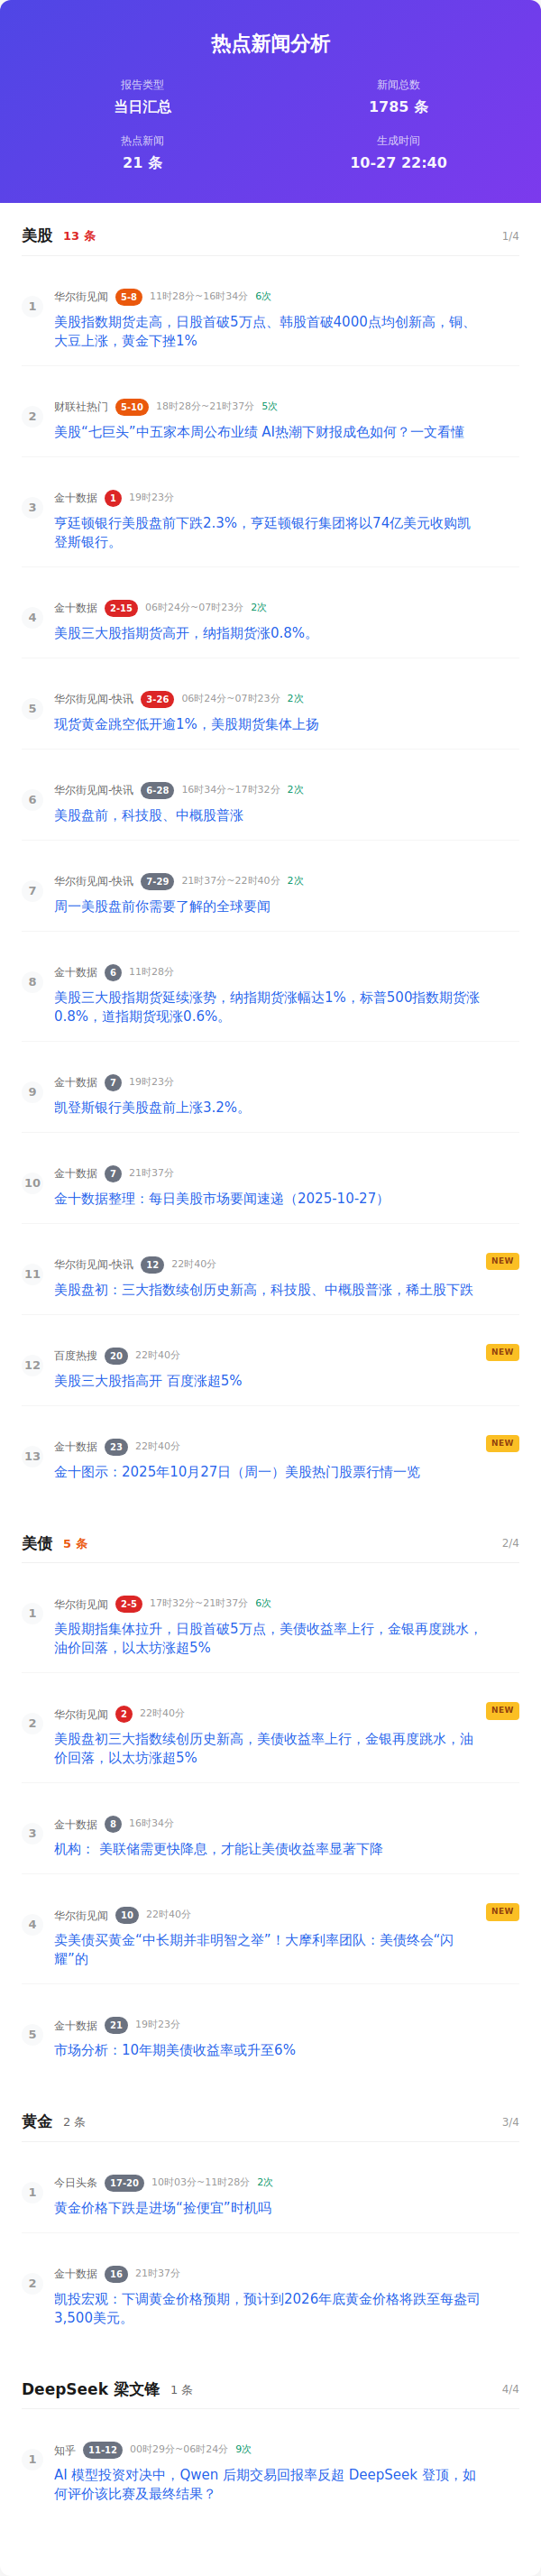 热点新闻分析
报告类型
当日汇总
新闻总数
1785 条
热点新闻
21 条
生成时间
10-27 22:40
美股 13 条 1/4
1 华尔街见闻 5-8 11时28分~16时34分 6次
美股指数期货走高，日股首破5万点、韩股首破4000点均创新高，铜、
大豆上涨，黄金下挫1%
2 财联社热门 5-10 18时28分~21时37分 5次
美股“七巨头”中五家本周公布业绩 AI热潮下财报成色如何？一文看懂
3 金十数据 1 19时23分
亨廷顿银行美股盘前下跌2.3%，亨廷顿银行集团将以74亿美元收购凯
登斯银行。
4 金十数据 2-15 06时24分~07时23分 2次
美股三大股指期货高开，纳指期货涨0.8%。
5 华尔街见闻-快讯 3-26 06时24分~07时23分 2次
现货黄金跳空低开逾1%，美股期货集体上扬
6 华尔街见闻-快讯 6-28 16时34分~17时32分 2次
美股盘前，科技股、中概股普涨
7 华尔街见闻-快讯 7-29 21时37分~22时40分 2次
周一美股盘前你需要了解的全球要闻
8 金十数据 6 11时28分
美股三大股指期货延续涨势，纳指期货涨幅达1%，标普500指数期货涨
0.8%，道指期货现涨0.6%。
9 金十数据 7 19时23分
凯登斯银行美股盘前上涨3.2%。
10 金十数据 7 21时37分
金十数据整理：每日美股市场要闻速递（2025-10-27）
11 华尔街见闻-快讯 12 22时40分 NEW
美股盘初：三大指数续创历史新高，科技股、中概股普涨，稀土股下跌
12 百度热搜 20 22时40分 NEW
美股三大股指高开 百度涨超5%
13 金十数据 23 22时40分 NEW
金十图示：2025年10月27日（周一）美股热门股票行情一览
美债 5 条 2/4
1 华尔街见闻 2-5 17时32分~21时37分 6次
美股期指集体拉升，日股首破5万点，美债收益率上行，金银再度跳水，
油价回落，以太坊涨超5%
2 华尔街见闻 2 22时40分 NEW
美股盘初三大指数续创历史新高，美债收益率上行，金银再度跳水，油
价回落，以太坊涨超5%
3 金十数据 8 16时34分
机构： 美联储需更快降息，才能让美债收益率显著下降
4 华尔街见闻 10 22时40分 NEW
卖美债买黄金“中长期并非明智之举”！大摩利率团队：美债终会“闪
耀”的
5 金十数据 21 19时23分
市场分析：10年期美债收益率或升至6%
黄金 2 条 3/4
1 今日头条 17-20 10时03分~11时28分 2次
黄金价格下跌是进场“捡便宜”时机吗
2 金十数据 16 21时37分
凯投宏观：下调黄金价格预期，预计到2026年底黄金价格将跌至每盎司
3,500美元。
DeepSeek 梁文锋 1 条 4/4
1 知乎 11-12 00时29分~06时24分 9次
AI 模型投资对决中，Qwen 后期交易回报率反超 DeepSeek 登顶，如
何评价该比赛及最终结果？